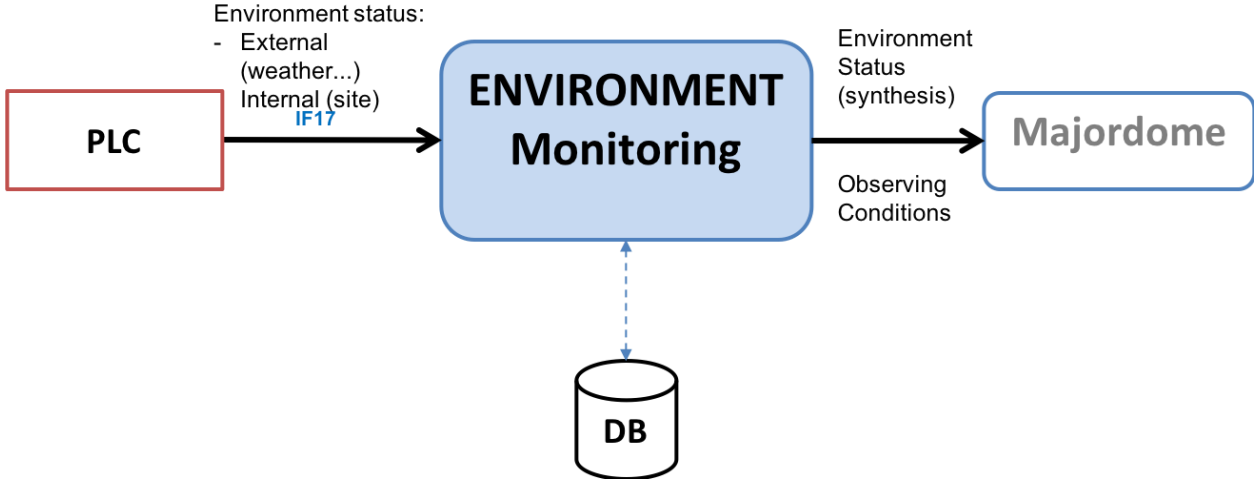 Environment status:
- External
(weather...)
Internal (site)
IF17
PLC
ENVIRONMENT
Monitoring
Environment
Status
(synthesis)
Observing
Conditions
Majordome
DB